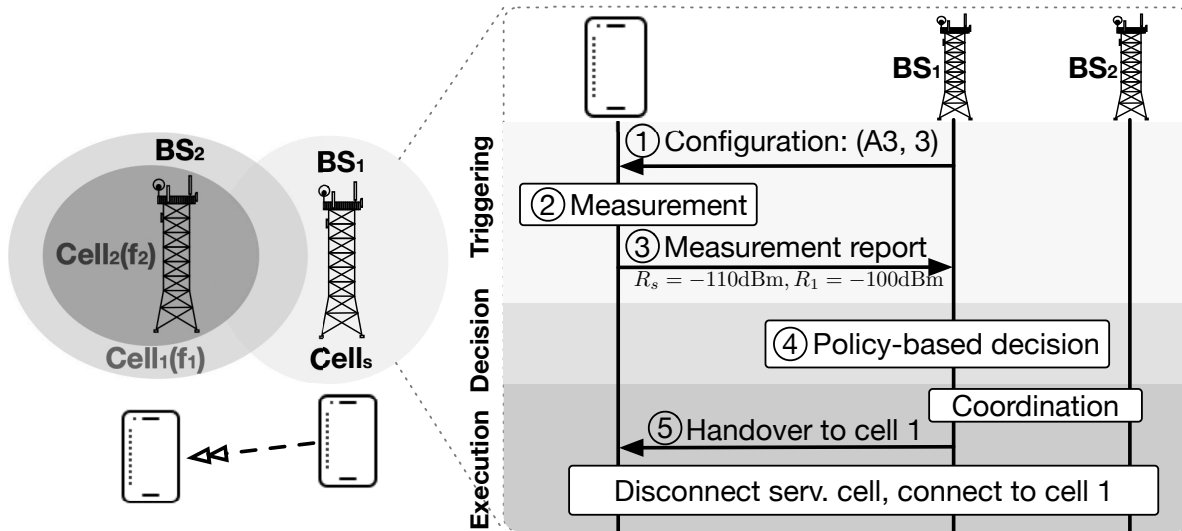 BS₂
BS₁
Cell₂(f₂)
Cell₁(f₁)
Cellₛ
BS₁
BS₂
Triggering
① Configuration: (A3, 3)
② Measurement
③ Measurement report
Rₛ = −110dBm, R₁ = −100dBm
Decision
④ Policy-based decision
Execution
Coordination
⑤ Handover to cell 1
Disconnect serv. cell, connect to cell 1